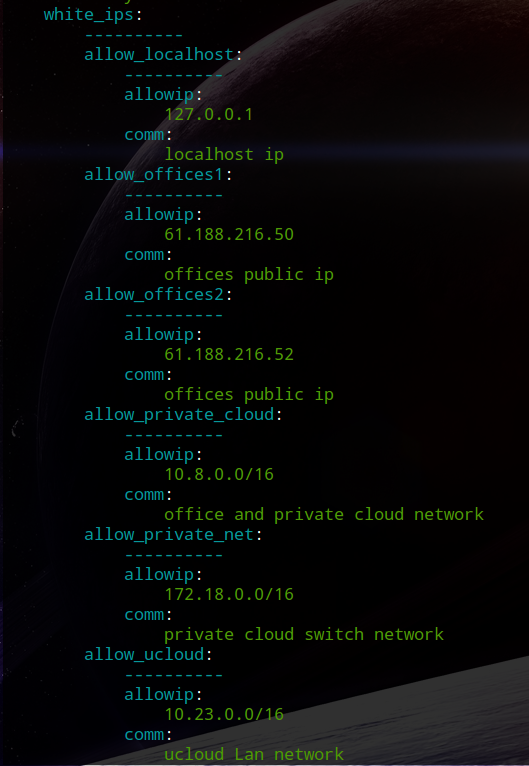 white_ips:
----------
allow_localhost:
----------
allowip:
127.0.0.1
comm:
localhost ip
allow_offices1:
----------
allowip:
61.188.216.50
comm:
offices public ip
allow_offices2:
----------
allowip:
61.188.216.52
comm:
offices public ip
allow_private_cloud:
----------
allowip:
10.8.0.0/16
comm:
office and private cloud network
allow_private_net:
----------
allowip:
172.18.0.0/16
comm:
private cloud switch network
allow_ucloud:
----------
allowip:
10.23.0.0/16
comm:
ucloud Lan network